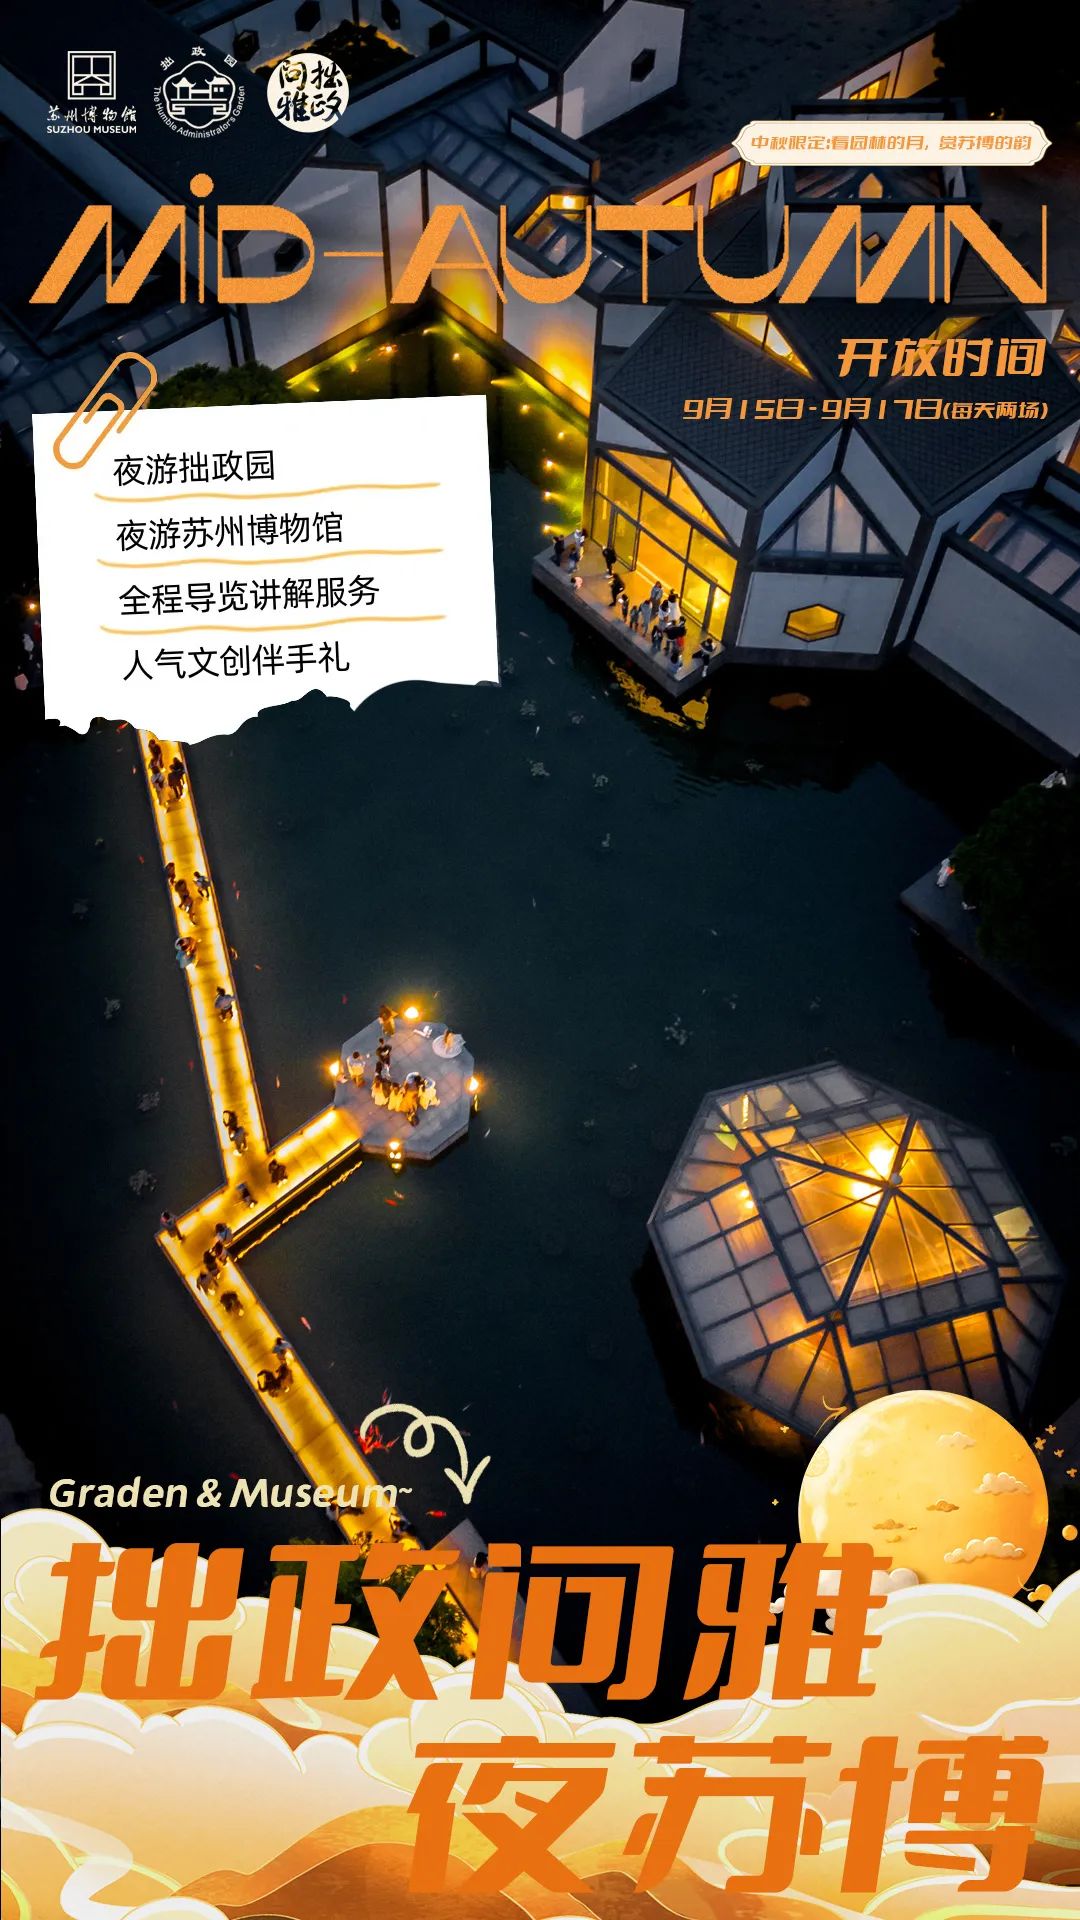 苏州博物馆
SUZHOU MUSEUM
拙政园
The Humble Administrator's Garden
拙政
问雅
中秋限定:看园林的月, 赏苏博的韵
MID-AUTUMN
开放时间
9月15日-9月17日(每天两场)
夜游拙政园
夜游苏州博物馆
全程导览讲解服务
人气文创伴手礼
Graden & Museum~
拙政问雅
夜苏博